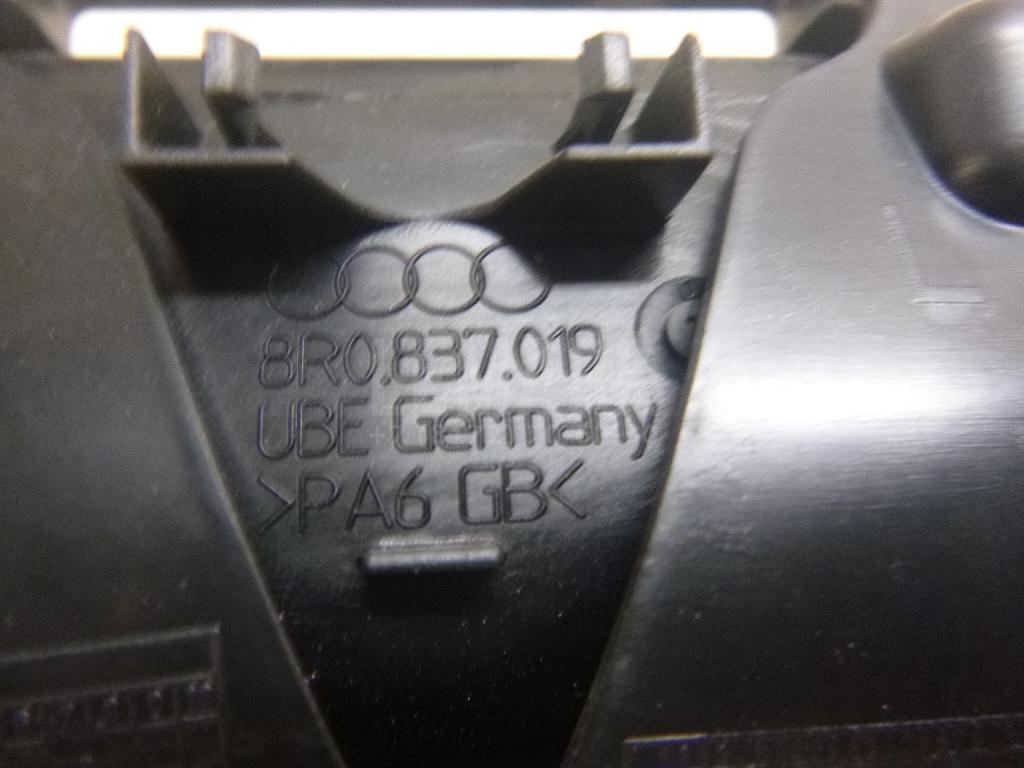 8R0.837.019
UBE Germany
>PA6 GB<